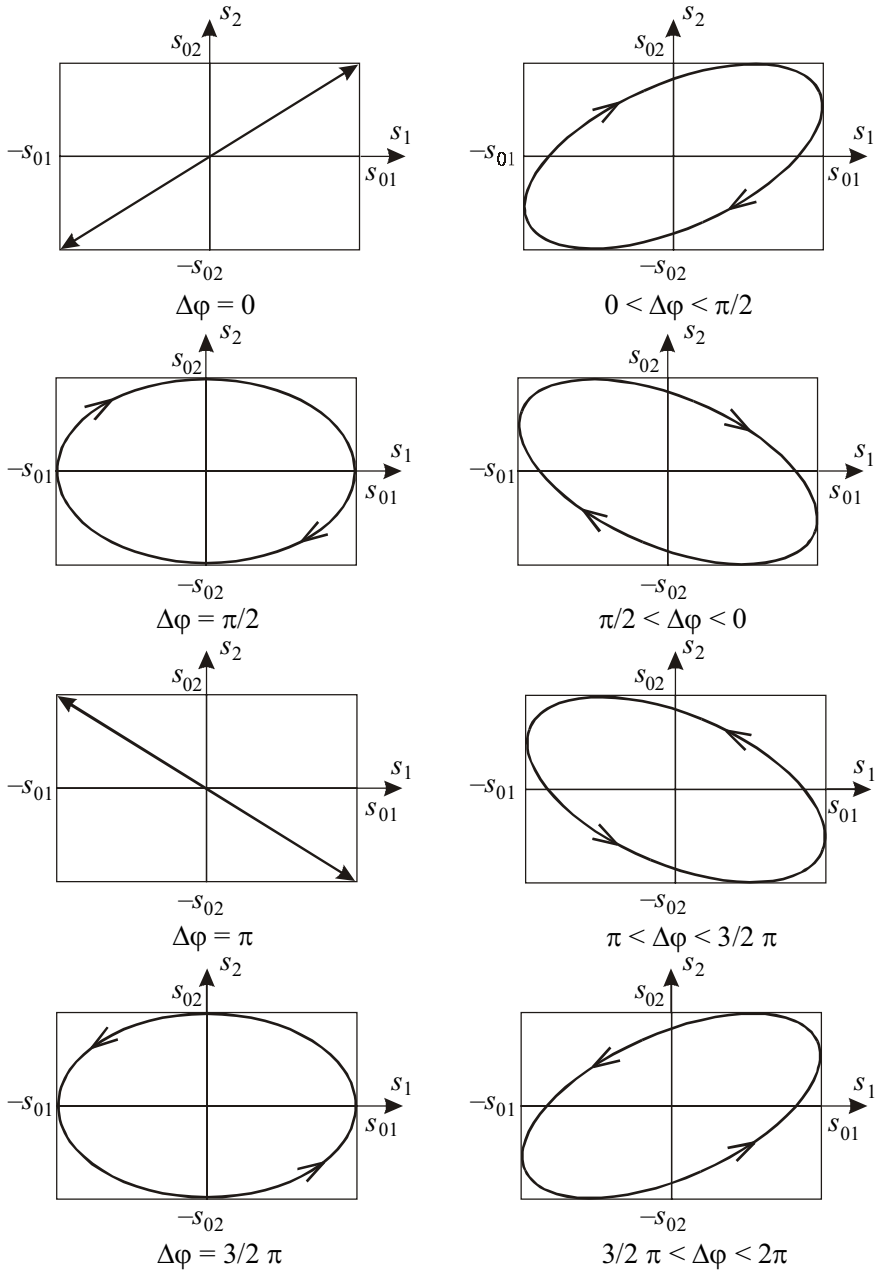 s₂ s₂
s₀₂ s₀₂
–s₀₁ s₁ –s₀₁ s₁
s₀₁ s₀₁
–s₀₂ –s₀₂
Δφ = 0 0 < Δφ < π/2
s₂ s₂
s₀₂ s₀₂
–s₀₁ s₁ –s₀₁ s₁
s₀₁ s₀₁
–s₀₂ –s₀₂
Δφ = π/2 π/2 < Δφ < 0
s₂ s₂
s₀₂ s₀₂
–s₀₁ s₁ –s₀₁ s₁
s₀₁ s₀₁
–s₀₂ –s₀₂
Δφ = π π < Δφ < 3/2 π
s₂ s₂
s₀₂ s₀₂
–s₀₁ s₁ –s₀₁ s₁
s₀₁ s₀₁
–s₀₂ –s₀₂
Δφ = 3/2 π 3/2 π < Δφ < 2π